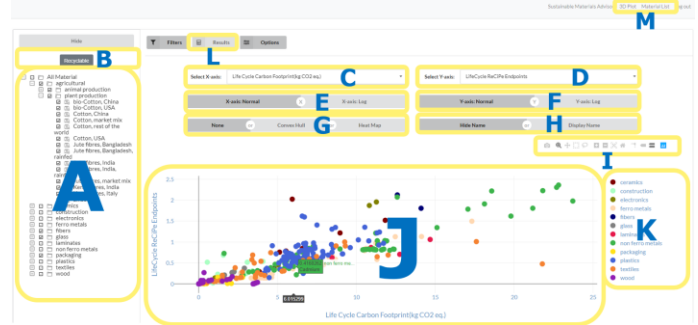 Sustainable Materials Advisor 3D Plot Material List
M
Hide
Recyclable
B
Filters
Results
Options
L
Select X-axis: Life Cycle Carbon Footprint(kg CO2 eq.)
C
Select Y-axis: LifeCycle ReCiPe Endpoints
D
X-axis Normal
E
X-axis Log
Y-axis Normal
F
Y-axis Log
None
G
Convex Hull
Heat Map
Hide Name
H
Display Name
I
A
All Material
agricultural
animal production
plant production
bio-Cotton, China
bio-Cotton, USA
Cotton, China
Cotton, market mix
Cotton, rest of the
world
Cotton, USA
Jute fibres, Bangladesh
Jute fibres, Bangladesh,
rainfed
fibres, India
fibres, India
fibres, market mix
fibres, India
fibres, Italy
construction
electronics
ferro metals
fibers
glass
laminates
non ferro metals
packaging
plastics
textiles
wood
J
LifeCycle ReCiPe Endpoints
2.5
2
1.5
1
0.5
0
0
5
15
20
25
0.095299
Life Cycle Carbon Footprint(kg CO2 eq.)
K
ceramics
construction
electronics
ferro metals
fibers
glass
laminates
non ferro metals
packaging
plastics
textiles
wood